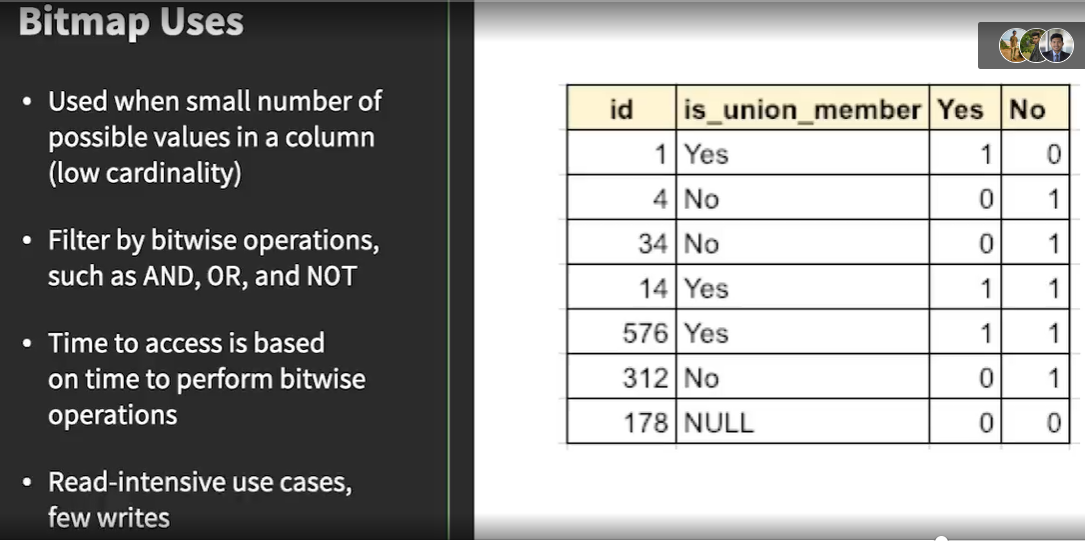 Bitmap Uses
• Used when small number of
possible values in a column
(low cardinality)
• Filter by bitwise operations,
such as AND, OR, and NOT
• Time to access is based
on time to perform bitwise
operations
• Read-intensive use cases,
few writes
id is_union_member Yes No
1 Yes 1 0
4 No 0 1
34 No 0 1
14 Yes 1 1
576 Yes 1 1
312 No 0 1
178 NULL 0 0